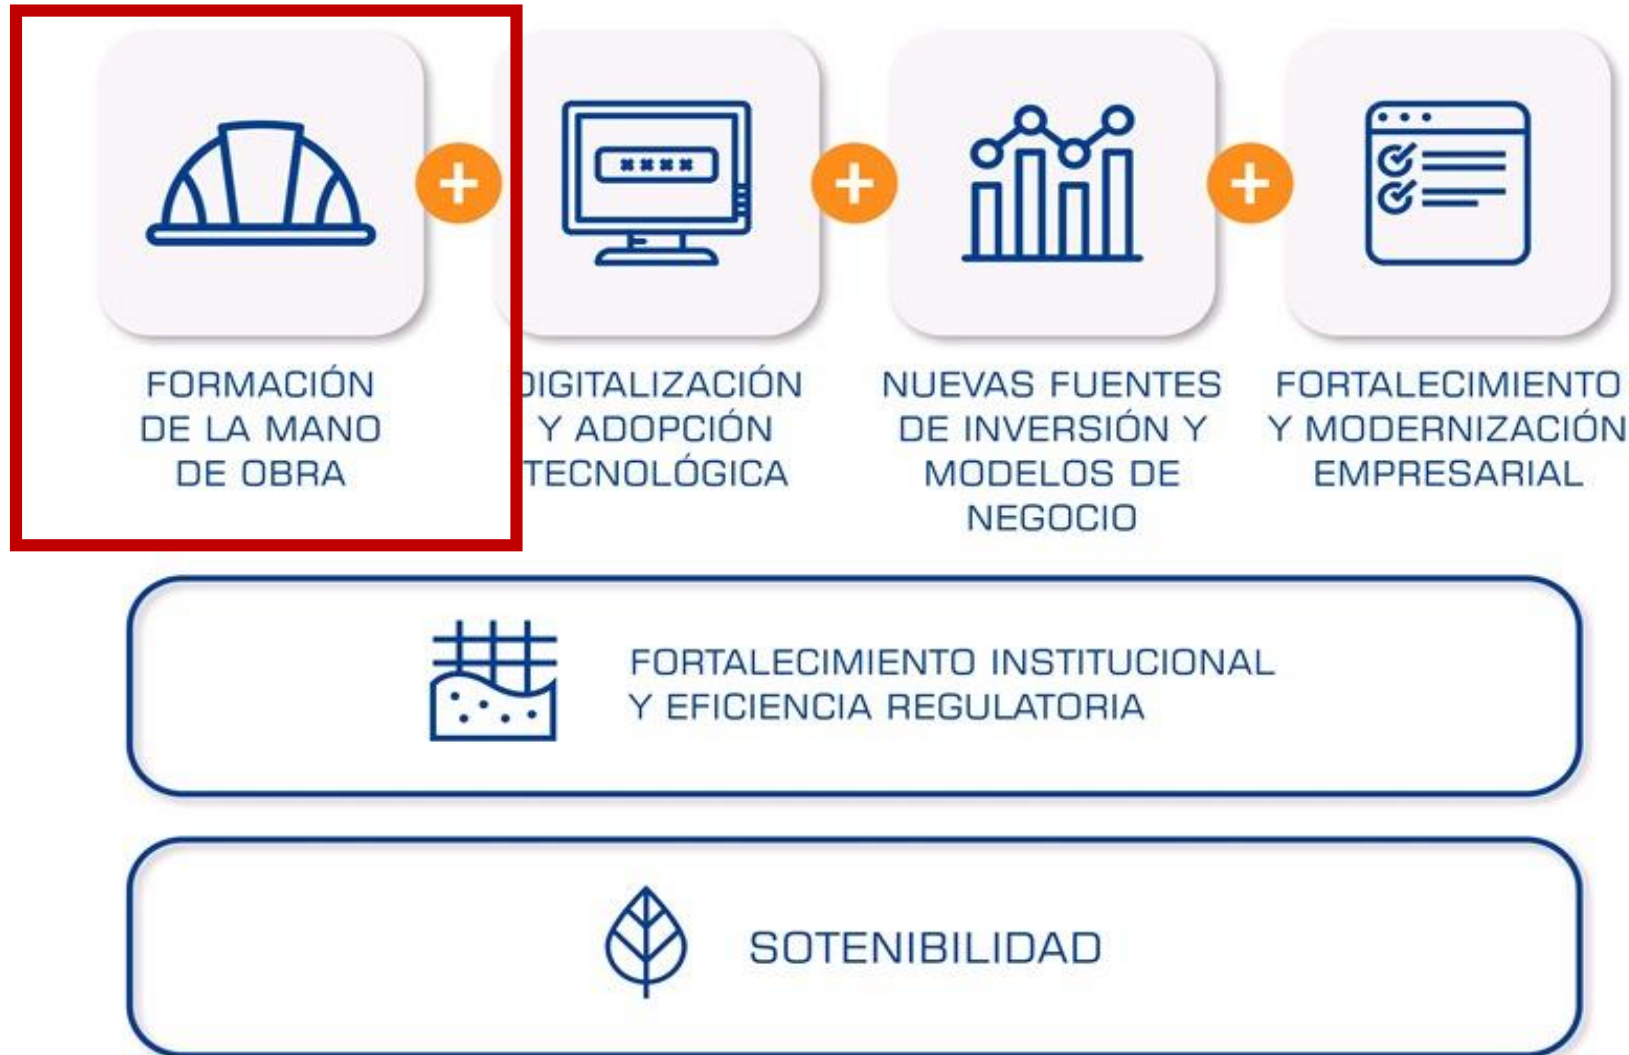 FORMACIÓN
DE LA MANO
DE OBRA
DIGITALIZACIÓN
Y ADOPCIÓN
TECNOLÓGICA
NUEVAS FUENTES
DE INVERSIÓN Y
MODELOS DE
NEGOCIO
FORTALECIMIENTO
Y MODERNIZACIÓN
EMPRESARIAL
FORTALECIMIENTO INSTITUCIONAL
Y EFICIENCIA REGULATORIA
SOTENIBILIDAD